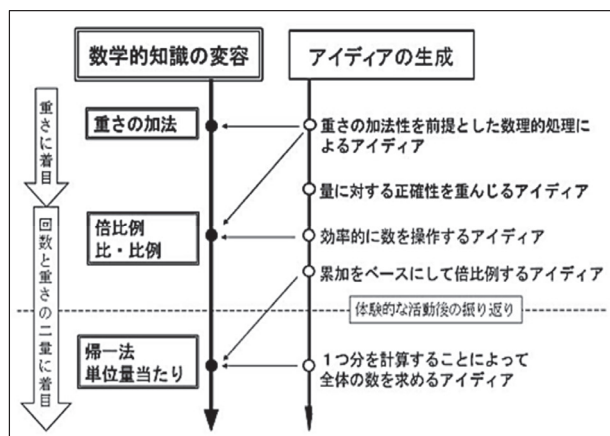 数学的知識の変容
アイディアの生成
重さに着目
回数と重さの二量に着目
重さの加法
倍比例
比・比例
帰一法
単位量当たり
重さの加法性を前提とした数理的処理に
よるアイディア
量に対する正確性を重んじるアイディア
効率的に数を操作するアイディア
累加をベースにして倍比例するアイディア
体験的な活動後の振り返り
1つ分を計算することによって
全体の数を求めるアイディア